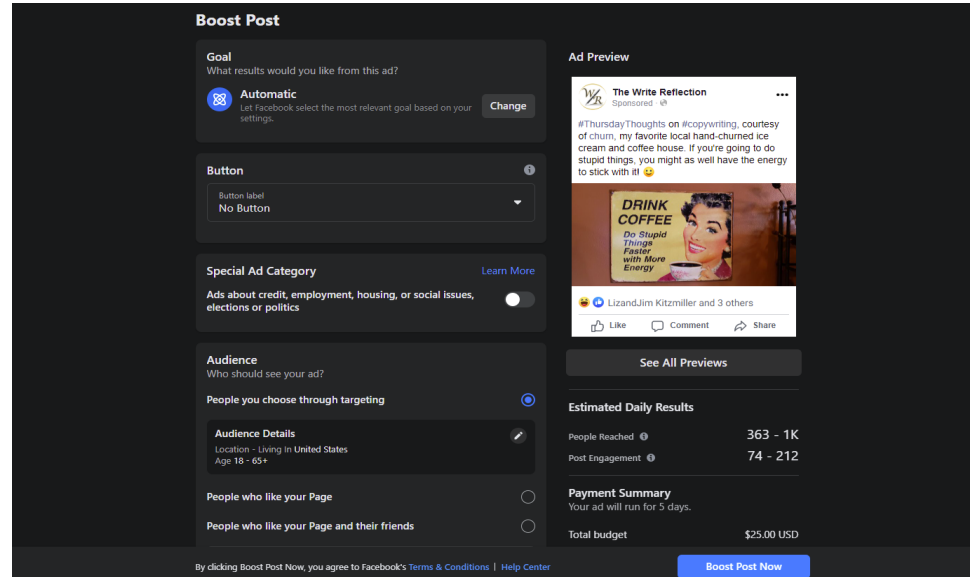 Boost Post
Goal
What results would you like from this ad?
Automatic
Let Facebook select the most relevant goal based on your
settings.
Change
Button
Button label
No Button
Special Ad Category
Learn More
Ads about credit, employment, housing, or social issues,
elections or politics
Audience
Who should see your ad?
People you choose through targeting
Audience Details
Location - Living In United States
Age 18 - 65+
People who like your Page
People who like your Page and their friends
Ad Preview
W/R
The Write Reflection
Sponsored ·
#ThursdayThoughts on #copywriting, courtesy
of churn, my favorite local hand-churned ice
cream and coffee house. If you're going to do
stupid things, you might as well have the energy
to stick with it! 😀
DRINK
COFFEE
Do Stupid
Things
Faster
with More
Energy
LizandJim Kitzmiller and 3 others
Like Comment Share
See All Previews
Estimated Daily Results
People Reached 363 - 1K
Post Engagement 74 - 212
Payment Summary
Your ad will run for 5 days.
Total budget $25.00 USD
By clicking Boost Post Now, you agree to Facebook's Terms & Conditions | Help Center
Boost Post Now